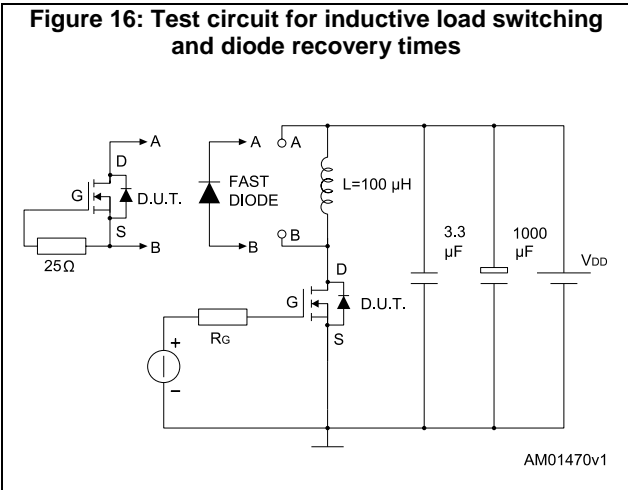 Figure 16: Test circuit for inductive load switching
and diode recovery times
A
A
A
D
G
D.U.T.
FAST
DIODE
L=100 µH
S
B
B
B
25Ω
3.3
µF
1000
µF
VDD
D
G
D.U.T.
RG
S
+
−
AM01470v1